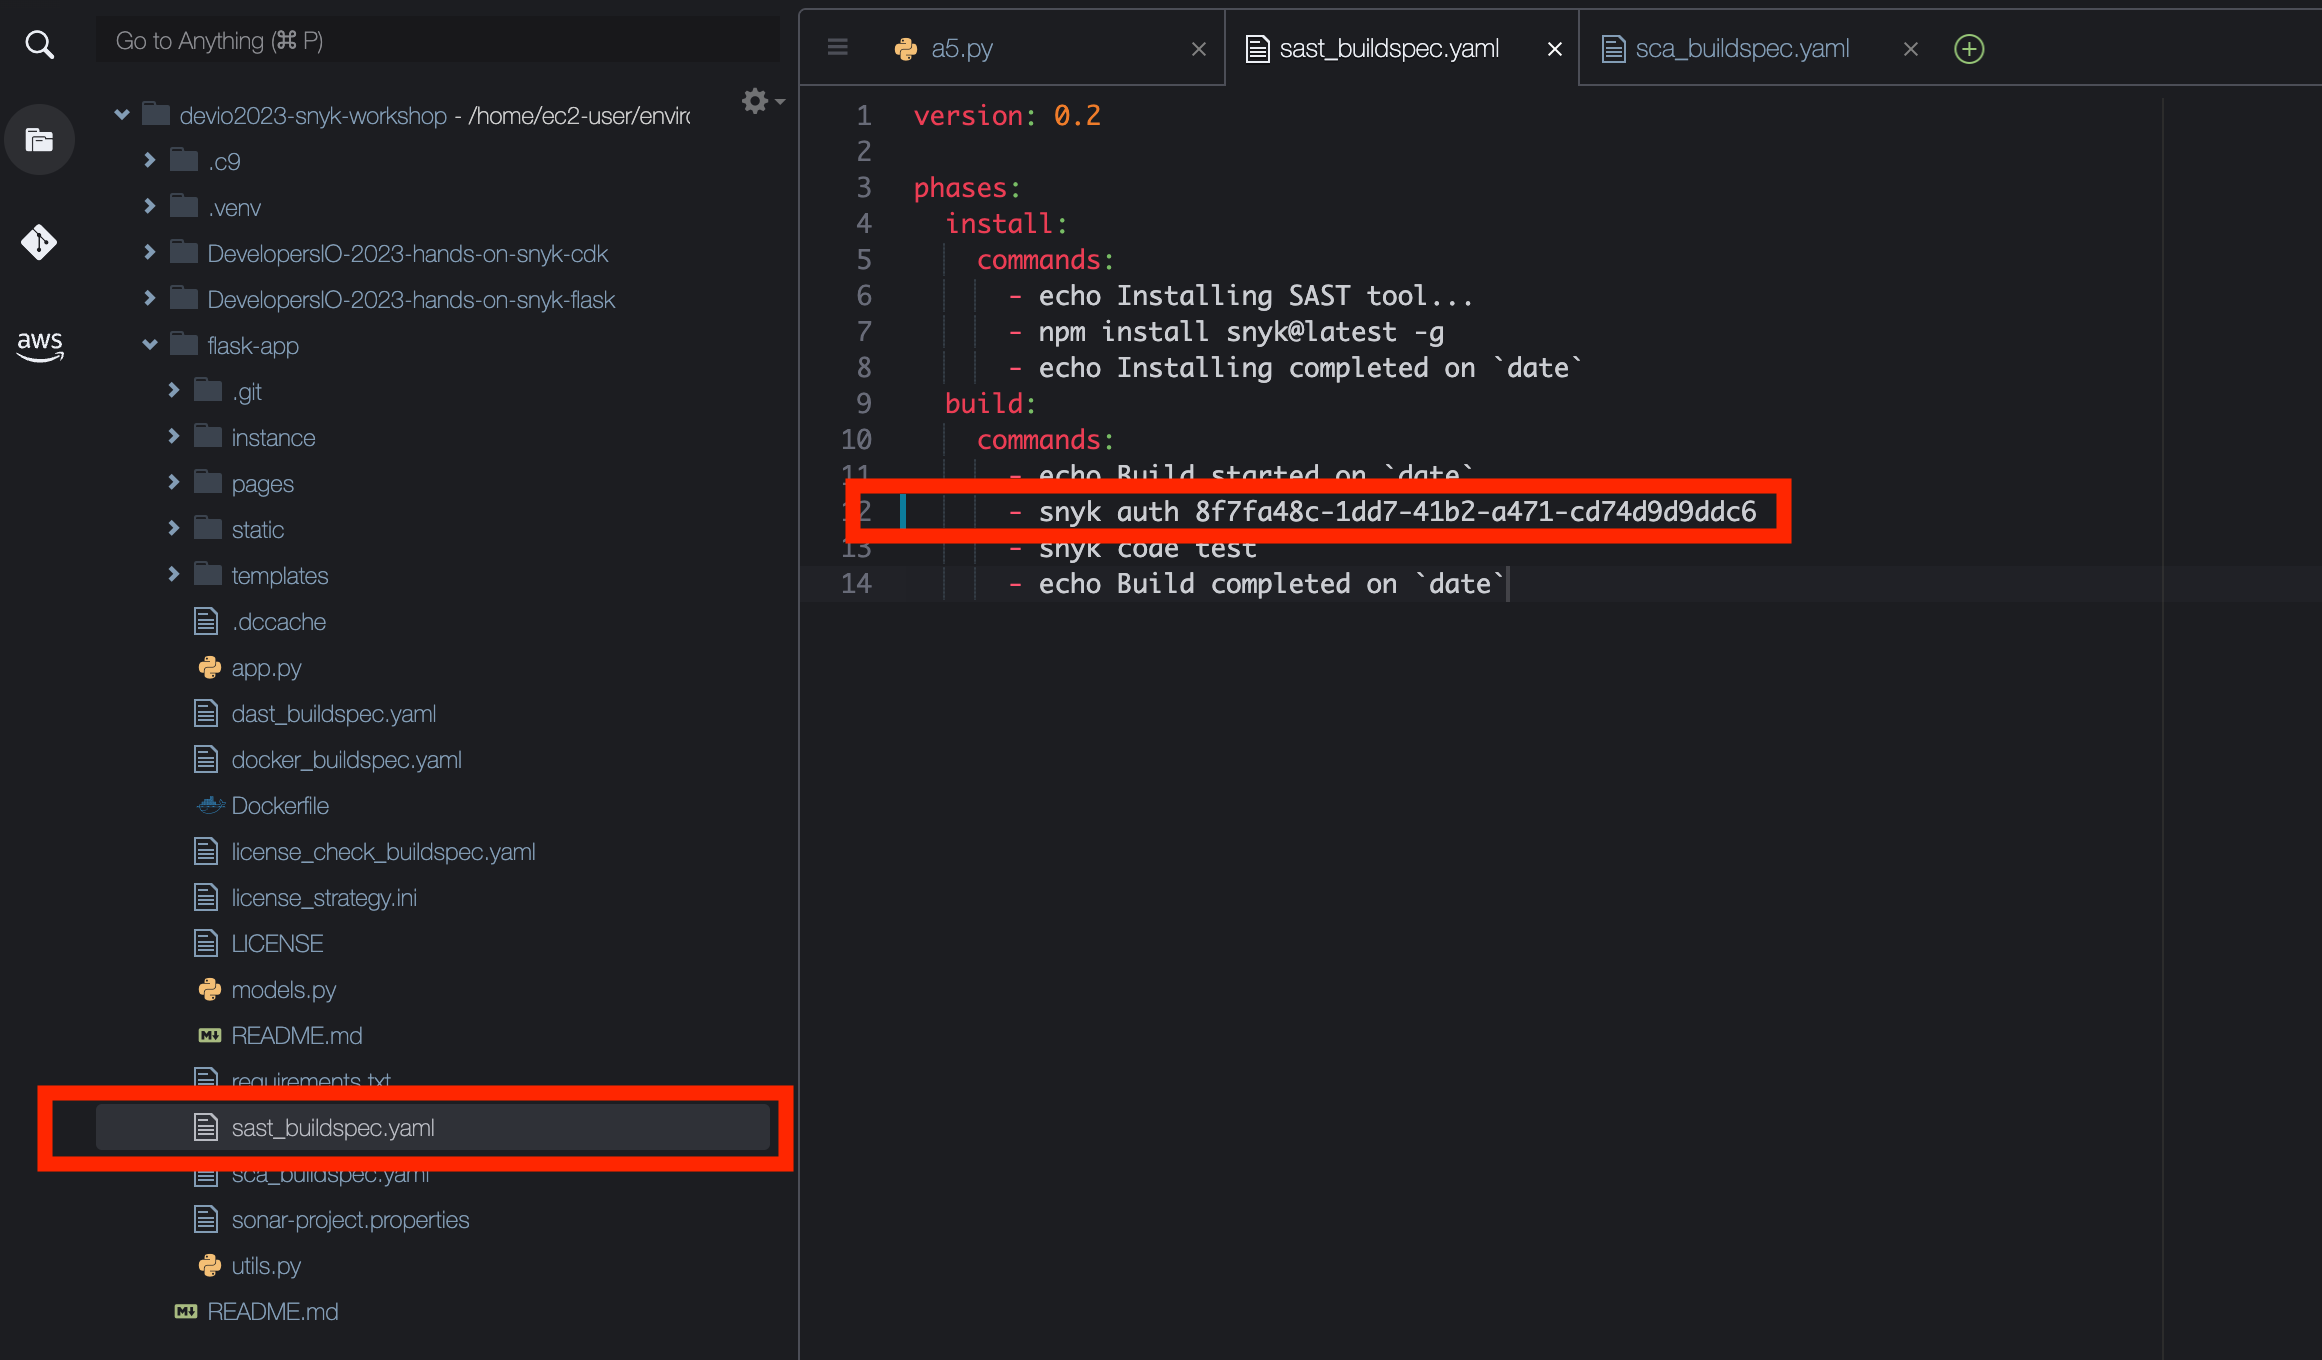 Go to Anything (⌘ P)
devio2023-snyk-workshop - /home/ec2-user/envir
.c9
.venv
DevelopersIO-2023-hands-on-snyk-cdk
DevelopersIO-2023-hands-on-snyk-flask
aws
flask-app
.git
instance
pages
static
templates
.dccache
app.py
dast_buildspec.yaml
docker_buildspec.yaml
Dockerfile
license_check_buildspec.yaml
license_strategy.ini
LICENSE
models.py
README.md
requirements.txt
sast_buildspec.yaml
sca_buildspec.yaml
sonar-project.properties
utils.py
README.md
a5.py
sast_buildspec.yaml
sca_buildspec.yaml
1 version: 0.2
2
3 phases:
4 install:
5 commands:
6 - echo Installing SAST tool...
7 - npm install snyk@latest -g
8 - echo Installing completed on `date`
9 build:
10 commands:
11 - echo Build started on `date`
12 - snyk auth 8f7fa48c-1dd7-41b2-a471-cd74d9d9ddc6
13 - snyk code test
14 - echo Build completed on `date`